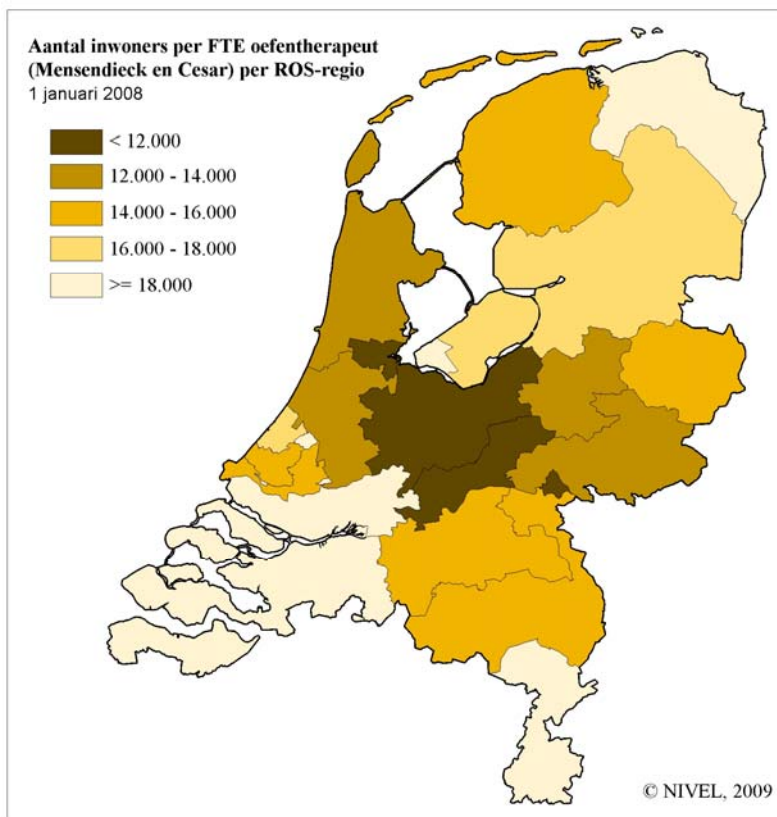 Aantal inwoners per FTE oefentherapeut
(Mensendieck en Cesar) per ROS-regio
1 januari 2008
< 12.000
12.000 - 14.000
14.000 - 16.000
16.000 - 18.000
>= 18.000
© NIVEL, 2009